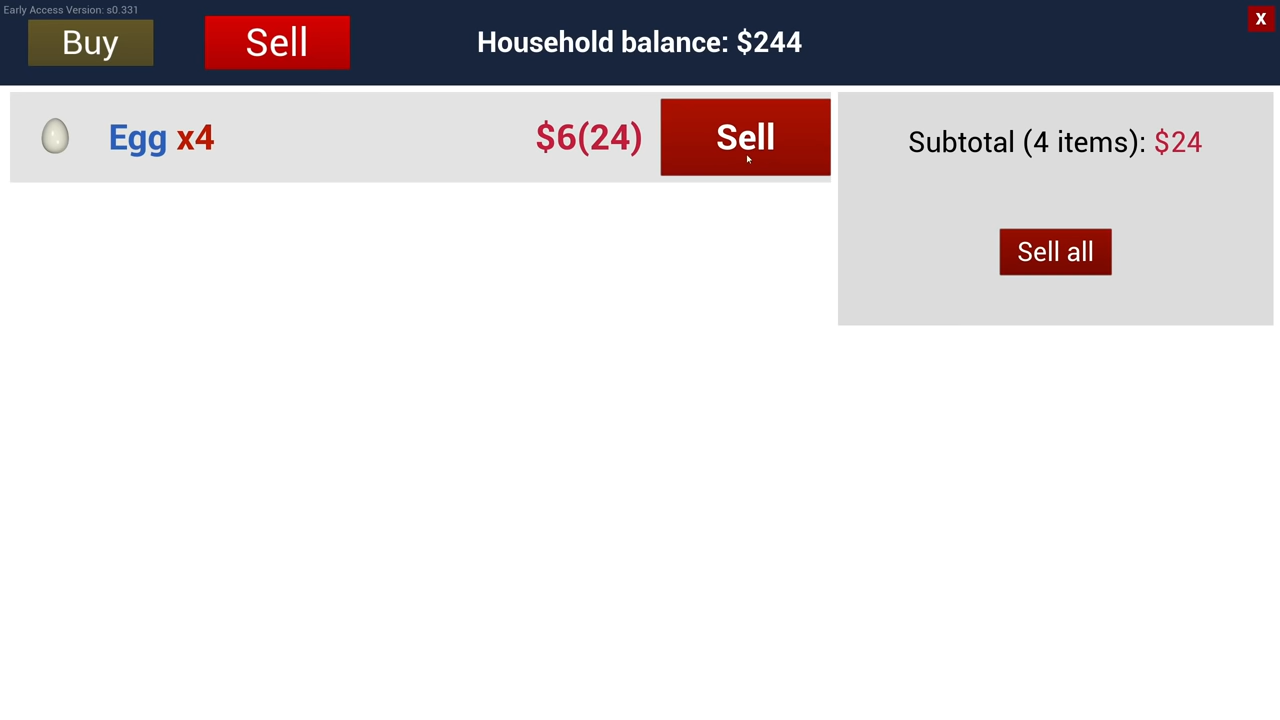 Early Access Version: s0.331
Buy
Sell
Household balance: $244
X
Egg x4
$6(24)
Sell
Subtotal (4 items): $24
Sell all